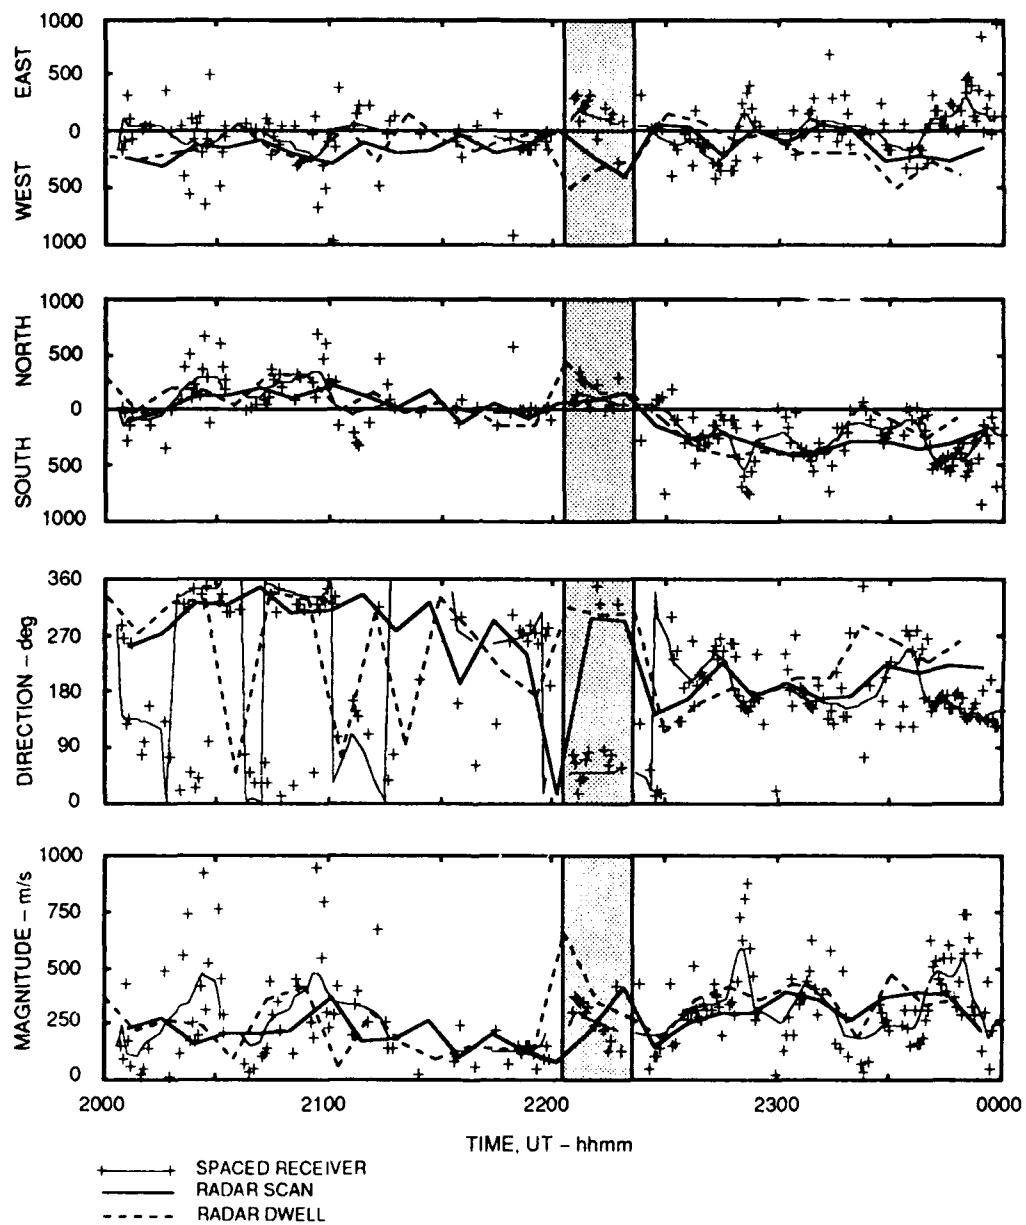 1000
EAST
500
0
WEST
500
1000
1000
NORTH
500
0
SOUTH
500
1000
360
DIRECTION – deg
270
180
90
0
1000
MAGNITUDE – m/s
750
500
250
0
2000 2100 2200 2300 0000
TIME, UT – hhmm
SPACED RECEIVER
RADAR SCAN
RADAR DWELL